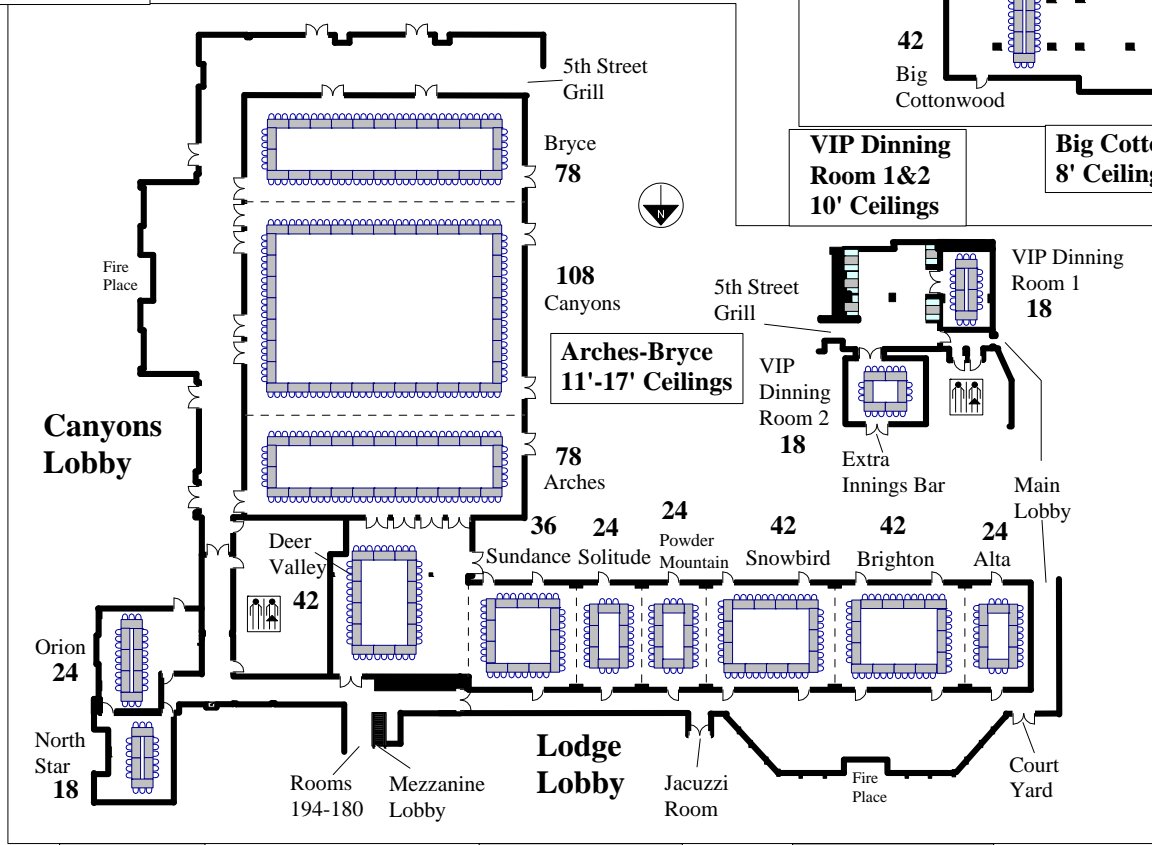 42
Big
Cottonwood
VIP Dinning
Room 1&2
10' Ceilings
Big
8' Ceilings
5th Street
Grill
Bryce
78
N
108
Canyons
Arches-Bryce
11'-17' Ceilings
78
Arches
Fire
Place
Canyons
Lobby
5th Street
Grill
VIP Dinning
Room 1
18
VIP
Dinning
Room 2
18
Extra
Innings Bar
Main
Lobby
Deer
Valley
42
36
Sundance
24
Solitude
24
Powder
Mountain
42
Snowbird
42
Brighton
24
Alta
Orion
24
North
Star
18
Rooms
194-180
Mezzanine
Lobby
Lodge
Lobby
Jacuzzi
Room
Fire
Place
Court
Yard